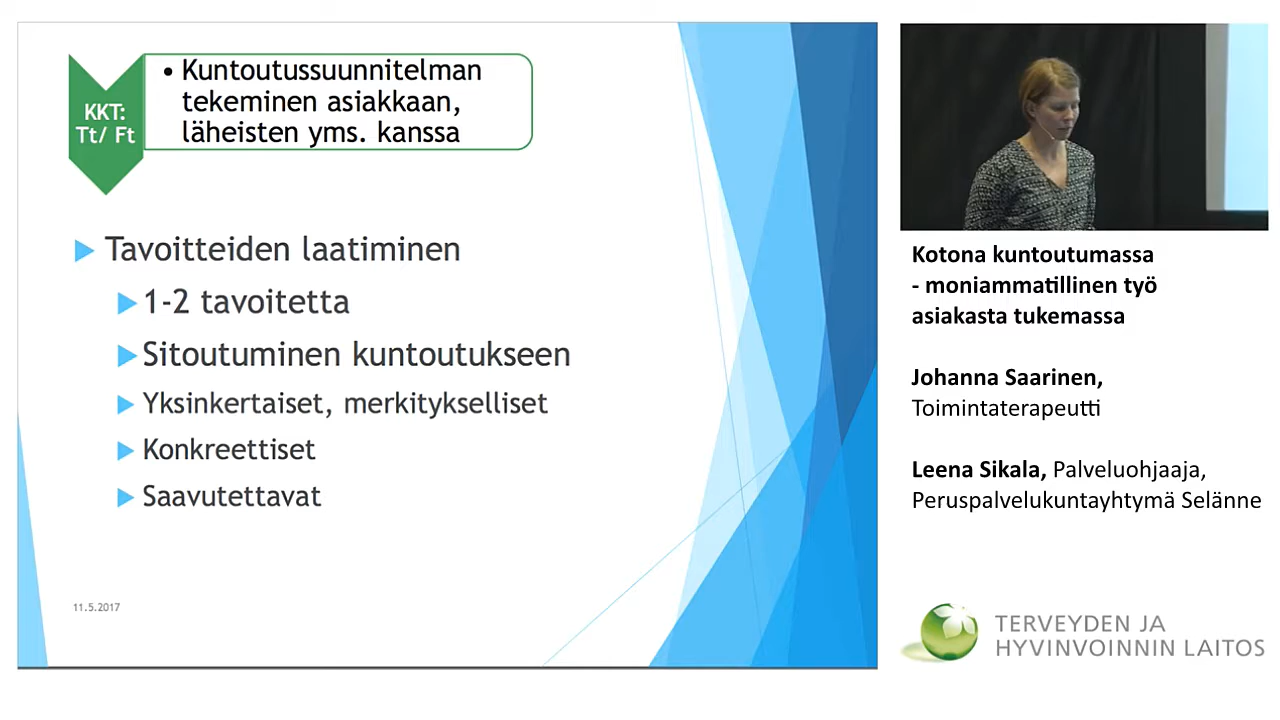 KKT:
Tt/ Ft
• Kuntoutussuunnitelman
tekeminen asiakkaan,
läheisten yms. kanssa
Tavoitteiden laatiminen
1-2 tavoitetta
Sitoutuminen kuntoutukseen
Yksinkertaiset, merkitykselliset
Konkreettiset
Saavutettavat
11.5.2017
Kotona kuntoutumassa
- moniammatillinen työ
asiakasta tukemassa
Johanna Saarinen,
Toimintaterapeutti
Leena Sikala, Palveluohjaaja,
Peruspalvelukuntayhtymä Selänne
TERVEYDEN JA
HYVINVOINNIN LAITOS